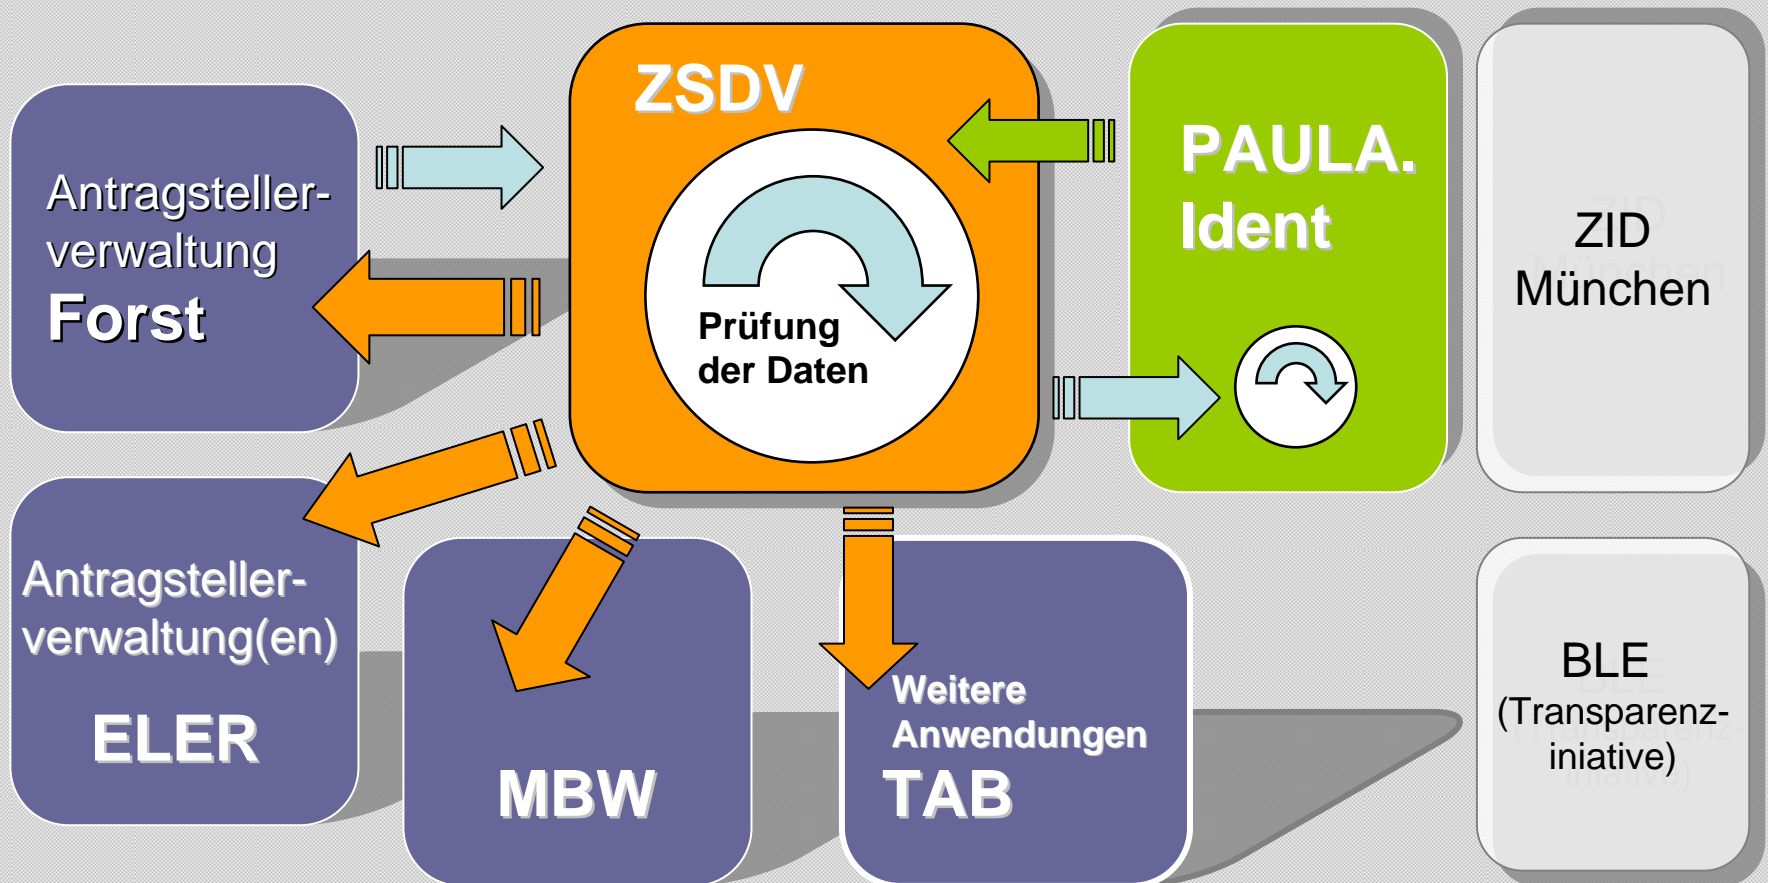 ZSDV
Prüfung
der Daten
Antragsteller-
verwaltung
Forst
PAULA.
Ident
ZID
München
Antragsteller-
verwaltung(en)
ELER
MBW
Weitere
Anwendungen
TAB
BLE
(Transparenz-
iniative)